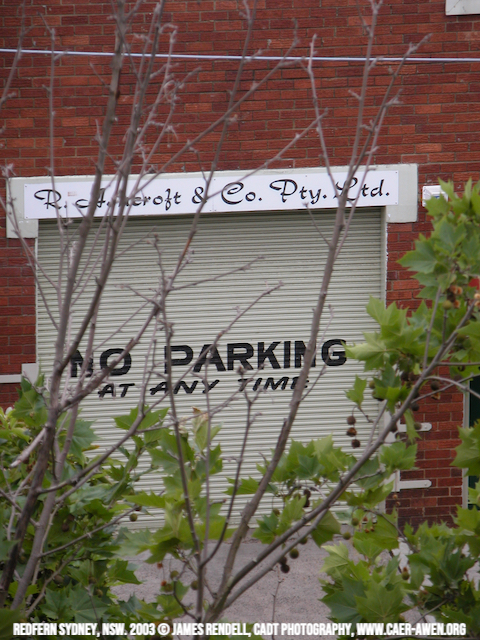 R. Ashcroft & Co. Pty. Ltd.
NO PARKING
AT ANY TIME
REDFERN SYDNEY, NSW. 2003 © JAMES RENDELL, CADT PHOTOGRAPHY, WWW.CAER-AWEN.ORG